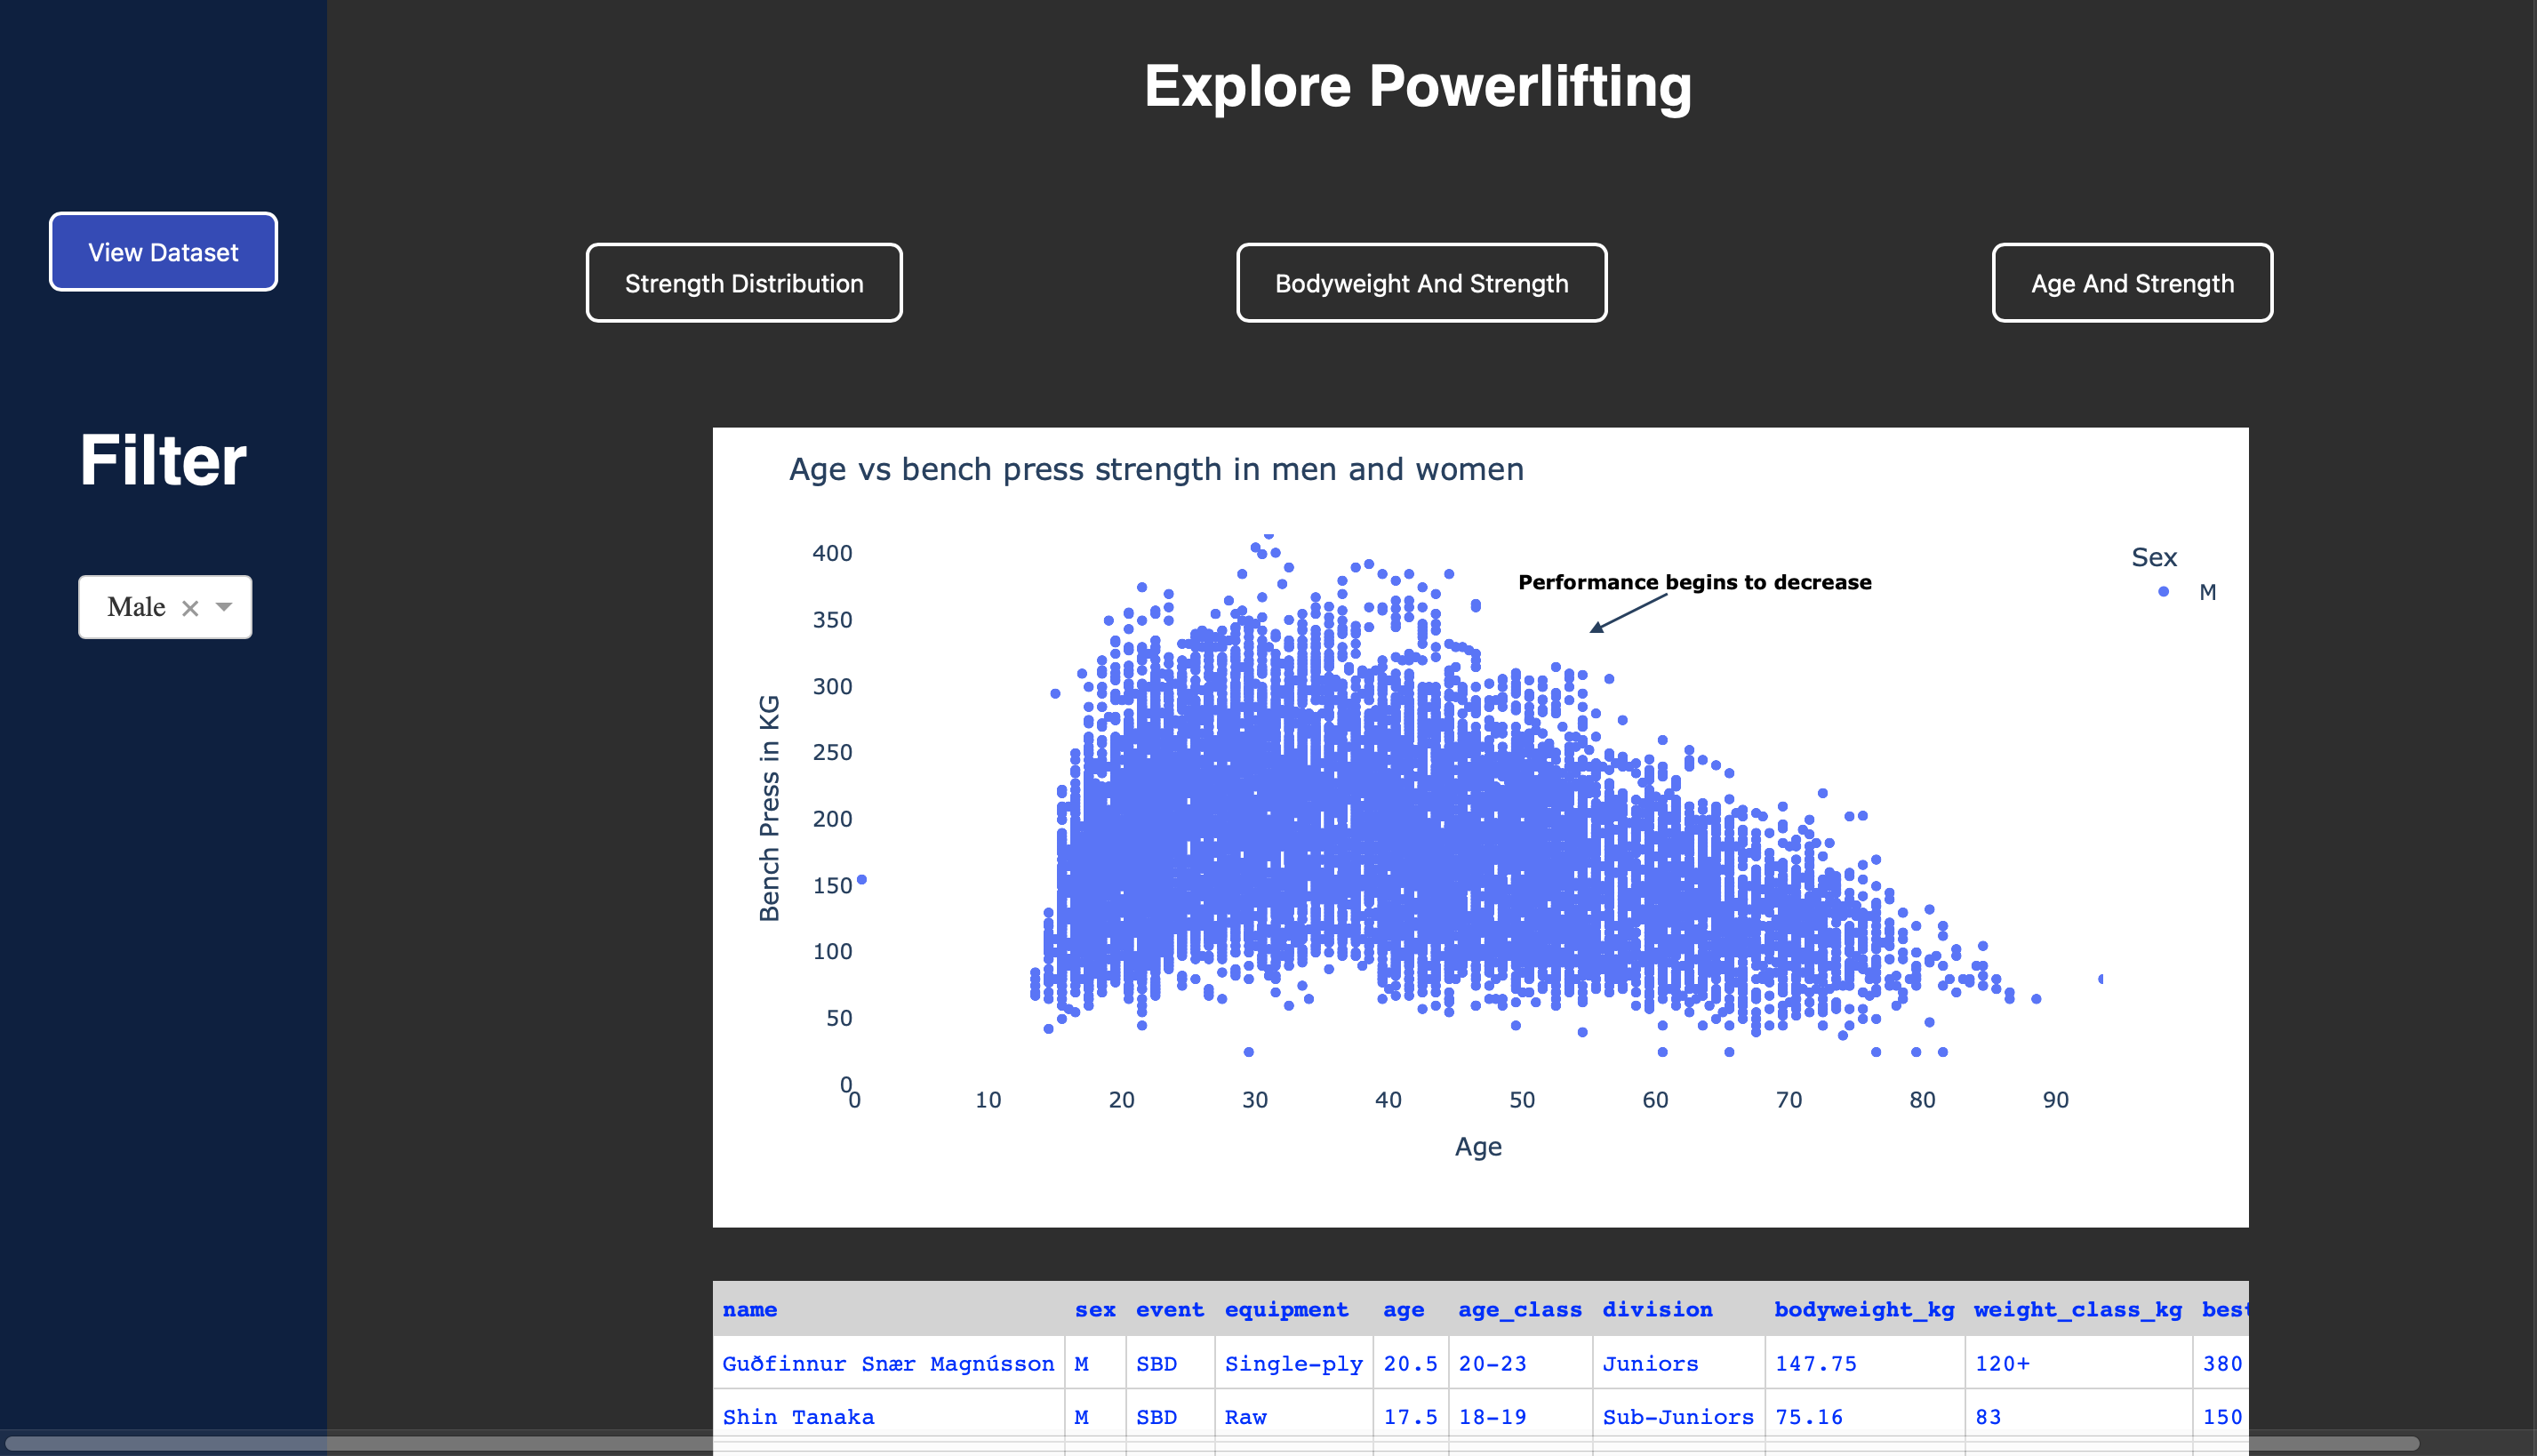 Explore Powerlifting
View Dataset
Strength Distribution
Bodyweight And Strength
Age And Strength
Filter
Male
Age vs bench press strength in men and women
Performance begins to decrease
Sex
M
Bench Press in KG
400
350
300
250
200
150
100
50
0
0 10 20 30 40 50 60 70 80 90
Age
name sex event equipment age age_class division bodyweight_kg weight_class_kg best
Guðfinnur Snær Magnússon M SBD Single-ply 20.5 20-23 Juniors 147.75 120+ 380
Shin Tanaka M SBD Raw 17.5 18-19 Sub-Juniors 75.16 83 150